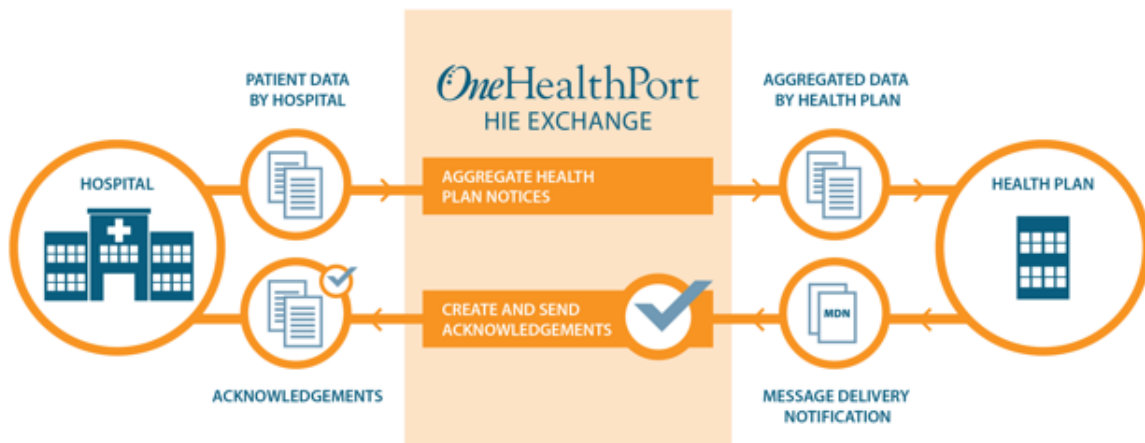 PATIENT DATA
BY HOSPITAL
OneHealthPort
HIE EXCHANGE
AGGREGATED DATA
BY HEALTH PLAN
HOSPITAL
AGGREGATE HEALTH
PLAN NOTICES
HEALTH PLAN
CREATE AND SEND
ACKNOWLEDGEMENTS
MDN
ACKNOWLEDGEMENTS
MESSAGE DELIVERY
NOTIFICATION